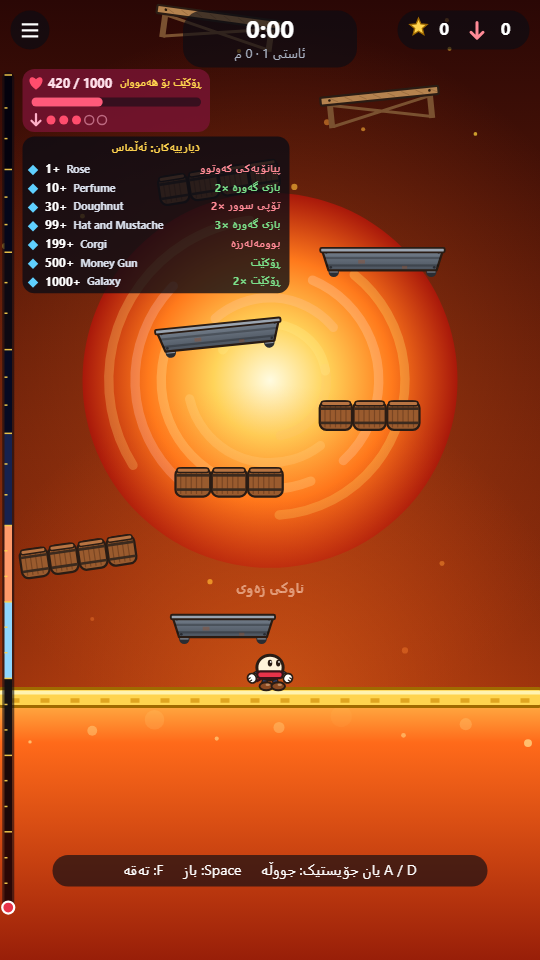 0:00
ئاستی 1 · 0 م
0 0
420 / 1000 ڕۆکێت بۆ هەمووان
دیارییەکان: ئەڵماس
1+ Rose پیانۆیەکی کەوتوو
10+ Perfume بازی گەورە ×2
30+ Doughnut تۆپی سوور ×2
99+ Hat and Mustache بازی گەورە ×3
199+ Corgi بوومەلەرزە
500+ Money Gun ڕۆکێت
1000+ Galaxy ڕۆکێت ×2
ناوکی زەوی
A / D یان جۆیستیک: جووڵە Space: باز F: تەقە